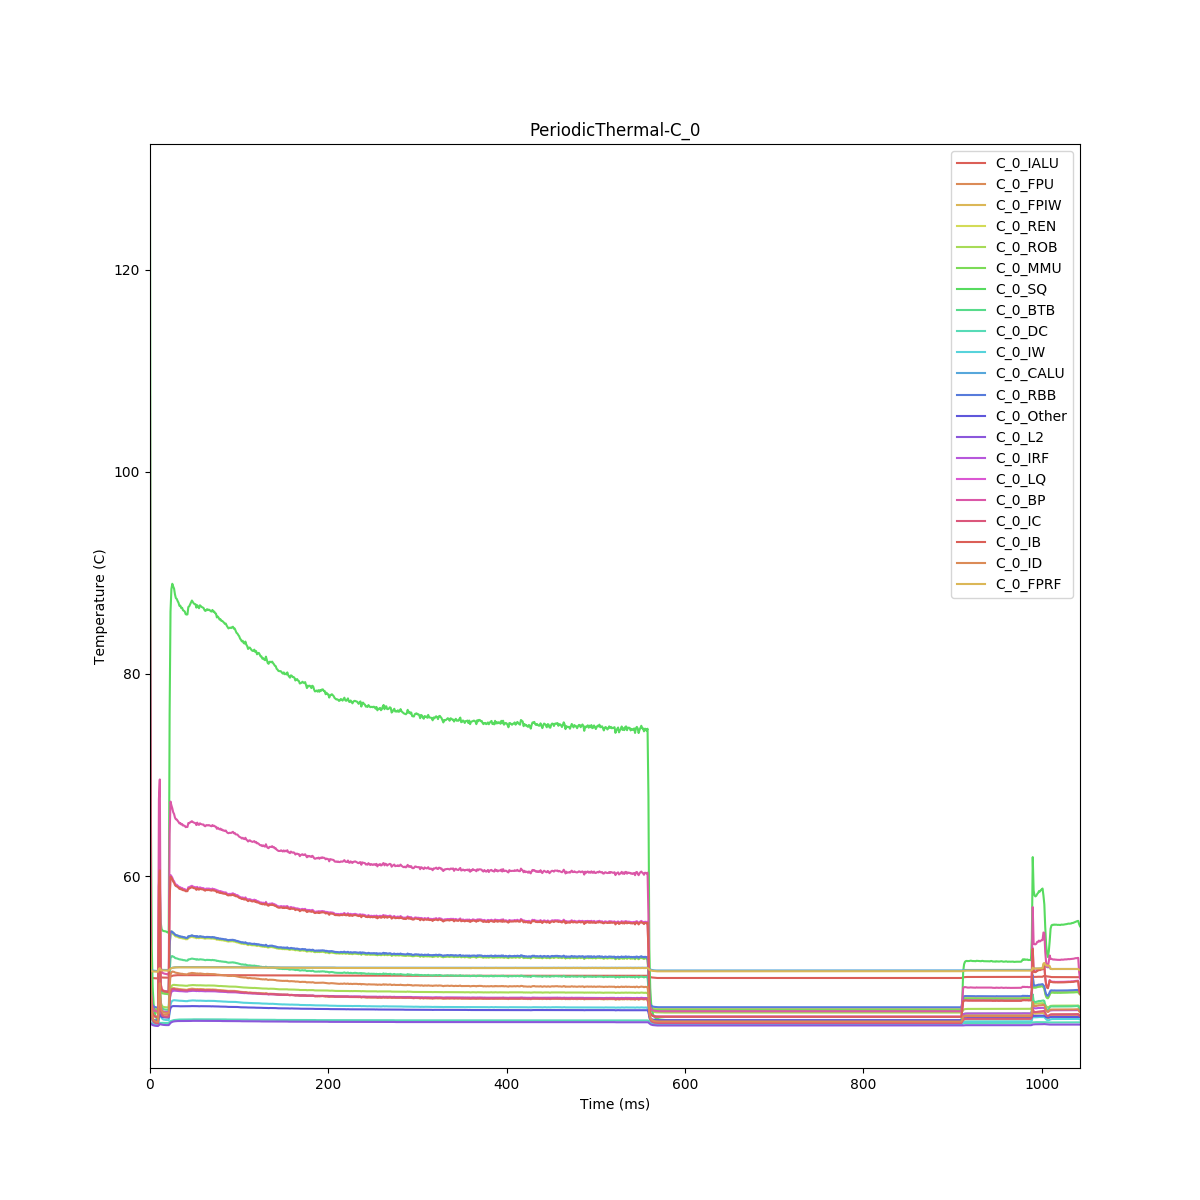 PeriodicThermal-C_0
C_0_IALU
C_0_FPU
C_0_FPIW
C_0_REN
C_0_ROB
C_0_MMU
C_0_SQ
C_0_BTB
C_0_DC
C_0_IW
C_0_CALU
C_0_RBB
C_0_Other
C_0_L2
C_0_IRF
C_0_LQ
C_0_BP
C_0_IC
C_0_IB
C_0_ID
C_0_FPRF
120
100
80
60
Temperature (C)
0 200 400 600 800 1000
Time (ms)